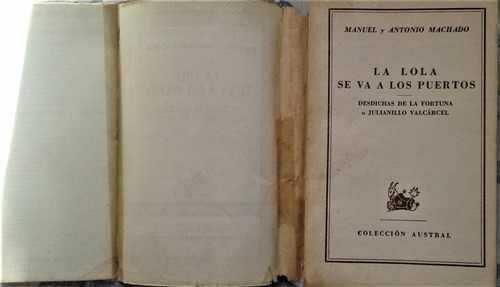 MANUEL y ANTONIO MACHADO
LA LOLA
SE VA A LOS PUERTOS
DESDICHAS DE LA FORTUNA
o JULIANILLO VALCÁRCEL
COLECCIÓN AUSTRAL